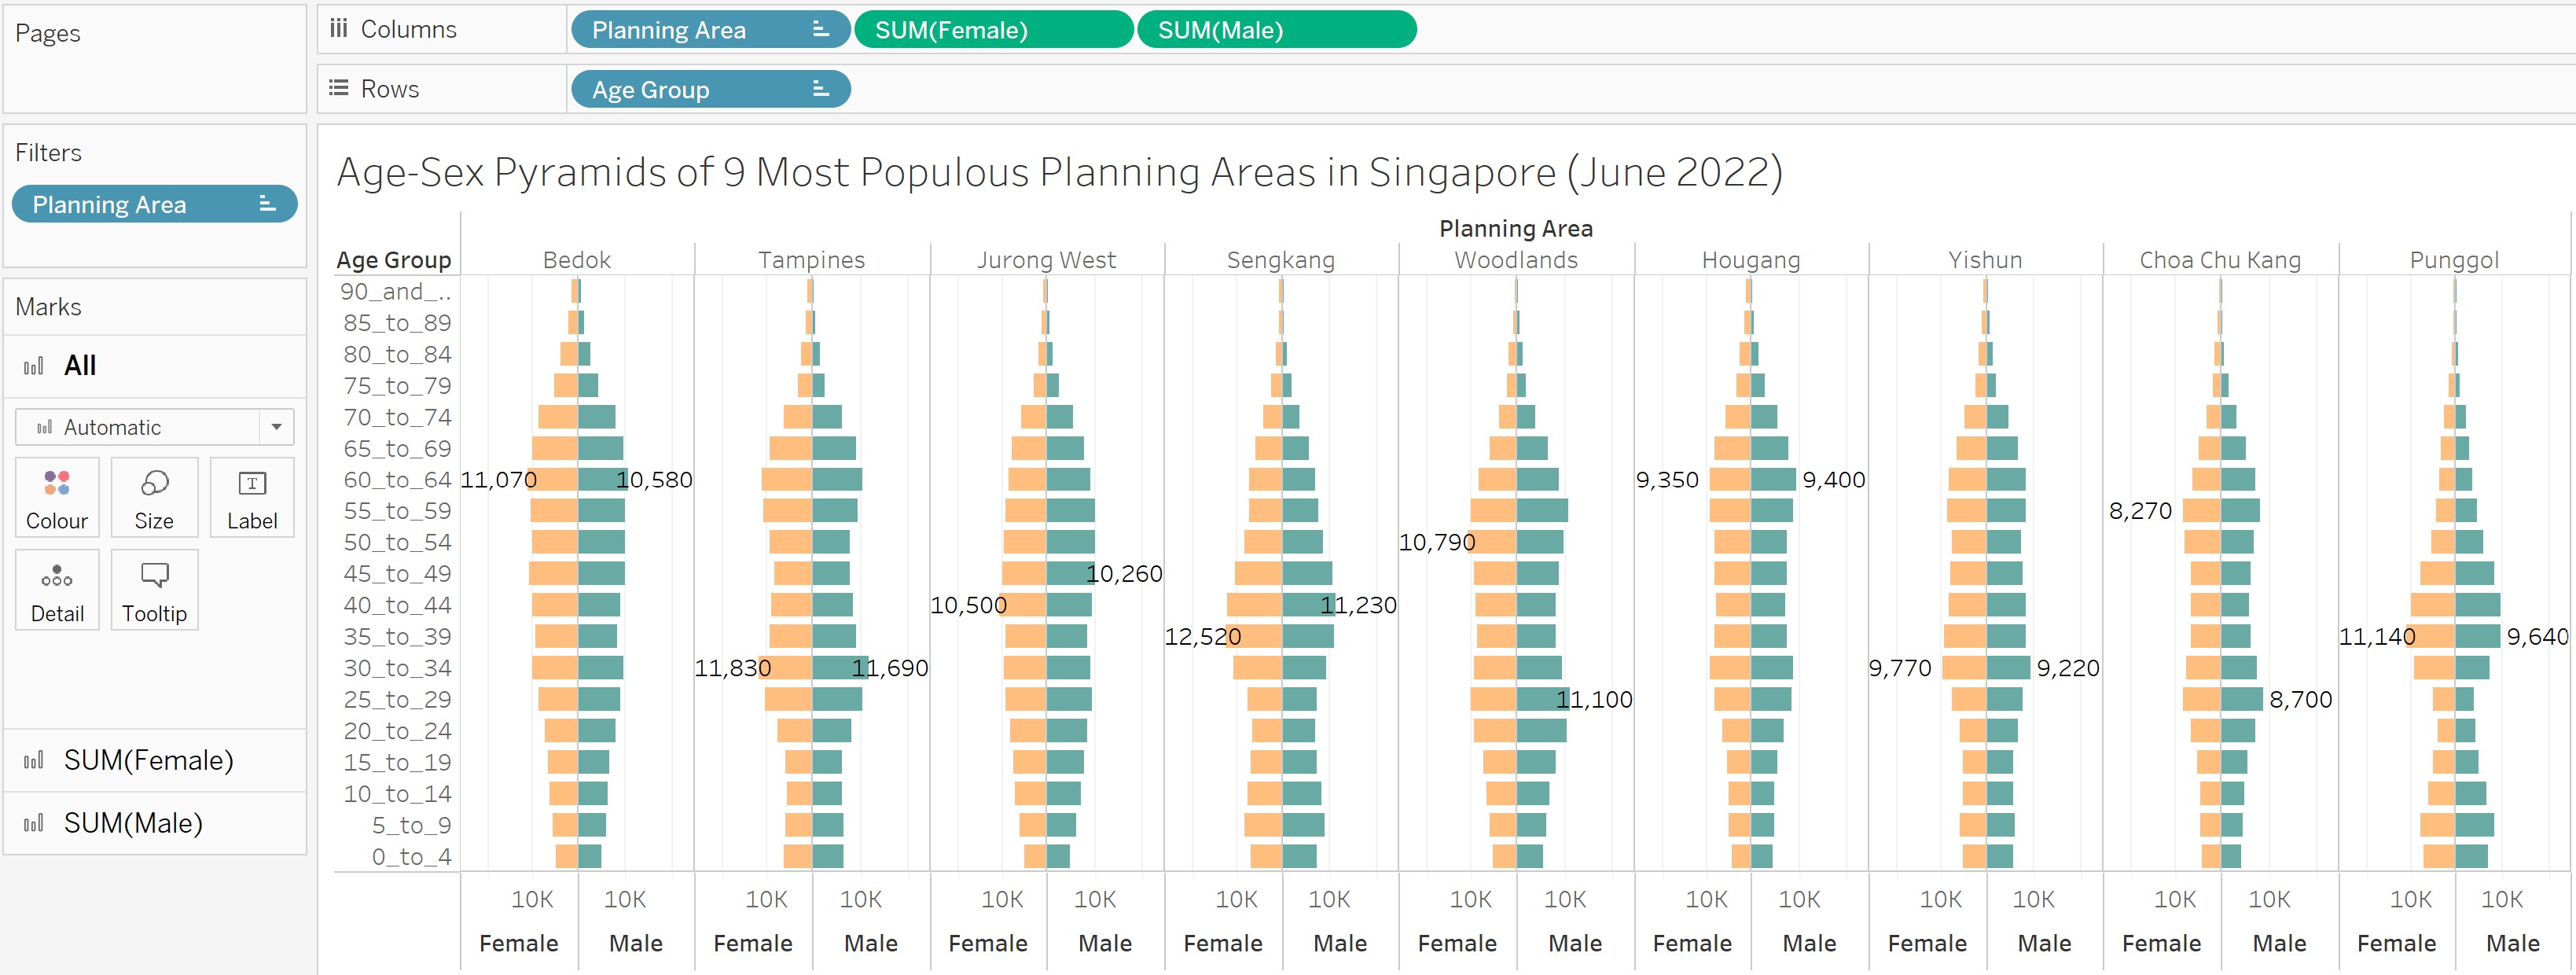 Pages
Columns Planning Area SUM(Female) SUM(Male)
Rows Age Group
Filters
Planning Area
Marks
All
Automatic
Colour Size Label
Detail Tooltip
SUM(Female)
SUM(Male)
Age-Sex Pyramids of 9 Most Populous Planning Areas in Singapore (June 2022)
Planning Area
Age Group Bedok Tampines Jurong West Sengkang Woodlands Hougang Yishun Choa Chu Kang Punggol
90_and_..
85_to_89
80_to_84
75_to_79
70_to_74
65_to_69
60_to_64 11,070 10,580 9,350 9,400
55_to_59 8,270
50_to_54 10,790
45_to_49 10,260
40_to_44 10,500 11,230
35_to_39 12,520 11,140 9,640
30_to_34 11,830 11,690 9,770 9,220
25_to_29 11,100 8,700
20_to_24
15_to_19
10_to_14
5_to_9
0_to_4
10K 10K 10K 10K 10K 10K 10K 10K 10K 10K 10K 10K 10K 10K 10K 10K 10K 10K
Female Male Female Male Female Male Female Male Female Male Female Male Female Male Female Male Female Male